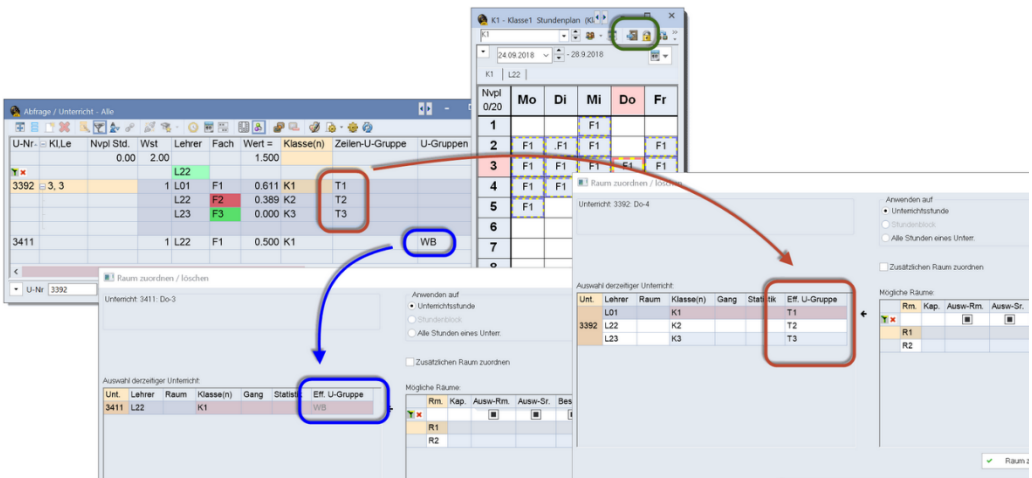 K1 - Klasse1 Stundenplan (Kl
K1
24.09.2018 - 28.9.2018
K1 L22
Nvpl 0/20 Mo Di Mi Do Fr
1 F1
2 F1 .F1 F1 F1
3 F1 F1 F1 F1 F1
4 F1 F1
5 F1
6
7
8
Abfrage / Unterricht - Alle
U-Nr. Kl,Le Nvpl Std. Wst Lehrer Fach Wert = Klasse(n) Zeilen-U-Gruppe U-Gruppen
0.00 2.00 1.500
L22
3392 3, 3 1 L01 F1 0.611 K1 T1
L22 F2 0.389 K2 T2
L23 F3 0.000 K3 T3
3411 1 L22 F1 0.500 K1 WB
U-Nr 3392
Raum zuordnen / löschen
Unterricht: 3411: Do-3
Anwenden auf
Unterrichtsstunde
Stundenblock
Alle Stunden eines Unterr.
Zusätzlichen Raum zuordnen
Auswahl derzeitiger Unterricht:
Unt. Lehrer Raum Klasse(n) Gang Statistik Eff. U-Gruppe
3411 L22 K1 WB
Mögliche Räume:
Rm. Kap. Ausw-Rm. Ausw-Sr. Bes
R1
R2
Raum zuordnen / löschen
Unterricht: 3392: Do-4
Anwenden auf
Unterrichtsstunde
Stundenblock
Alle Stunden eines Unterr.
Zusätzlichen Raum zuordnen
Auswahl derzeitiger Unterricht:
Unt. Lehrer Raum Klasse(n) Gang Statistik Eff. U-Gruppe
3392 L01 K1 T1
L22 K2 T2
L23 K3 T3
Mögliche Räume:
Rm. Kap. Ausw-Rm. Ausw-Sr.
R1
R2
Raum z